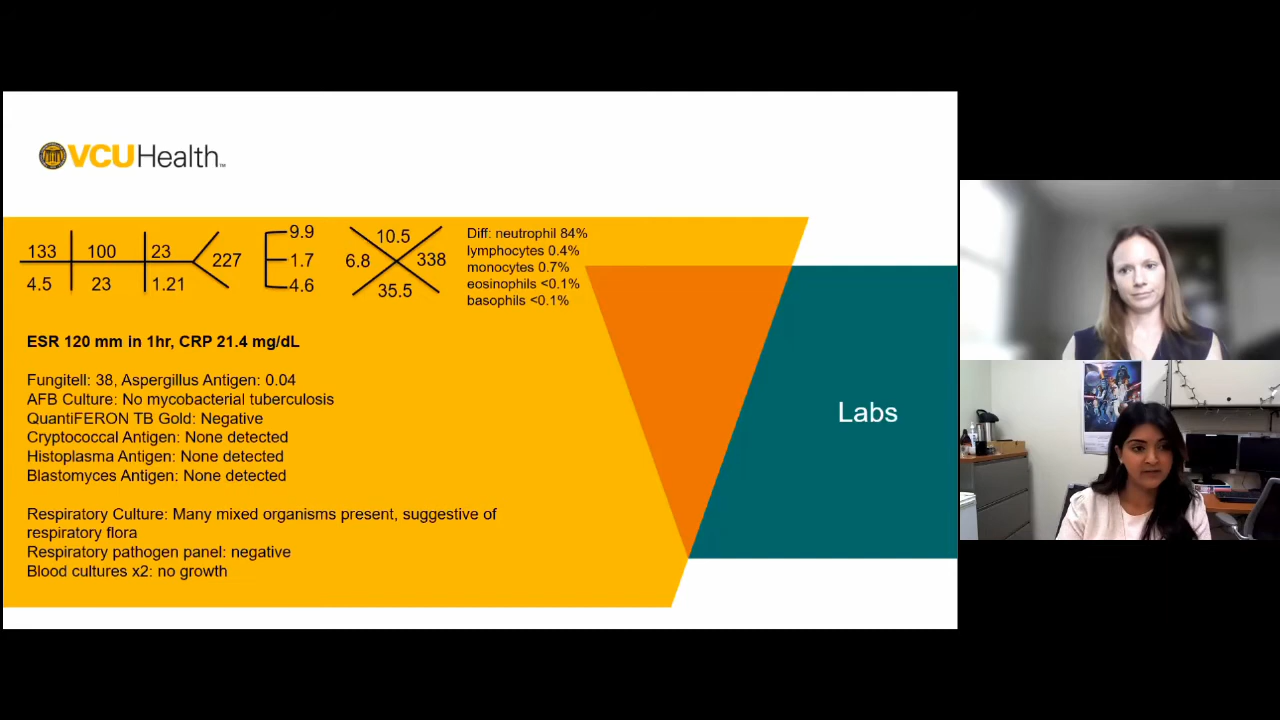 VCUHealth™
133 100 23 227
4.5 23 1.21
9.9
1.7
4.6
10.5
6.8 338
35.5
Diff: neutrophil 84%
lymphocytes 0.4%
monocytes 0.7%
eosinophils <0.1%
basophils <0.1%
ESR 120 mm in 1hr, CRP 21.4 mg/dL
Fungitell: 38, Aspergillus Antigen: 0.04
AFB Culture: No mycobacterial tuberculosis
QuantiFERON TB Gold: Negative
Cryptococcal Antigen: None detected
Histoplasma Antigen: None detected
Blastomyces Antigen: None detected
Respiratory Culture: Many mixed organisms present, suggestive of
respiratory flora
Respiratory pathogen panel: negative
Blood cultures x2: no growth
Labs